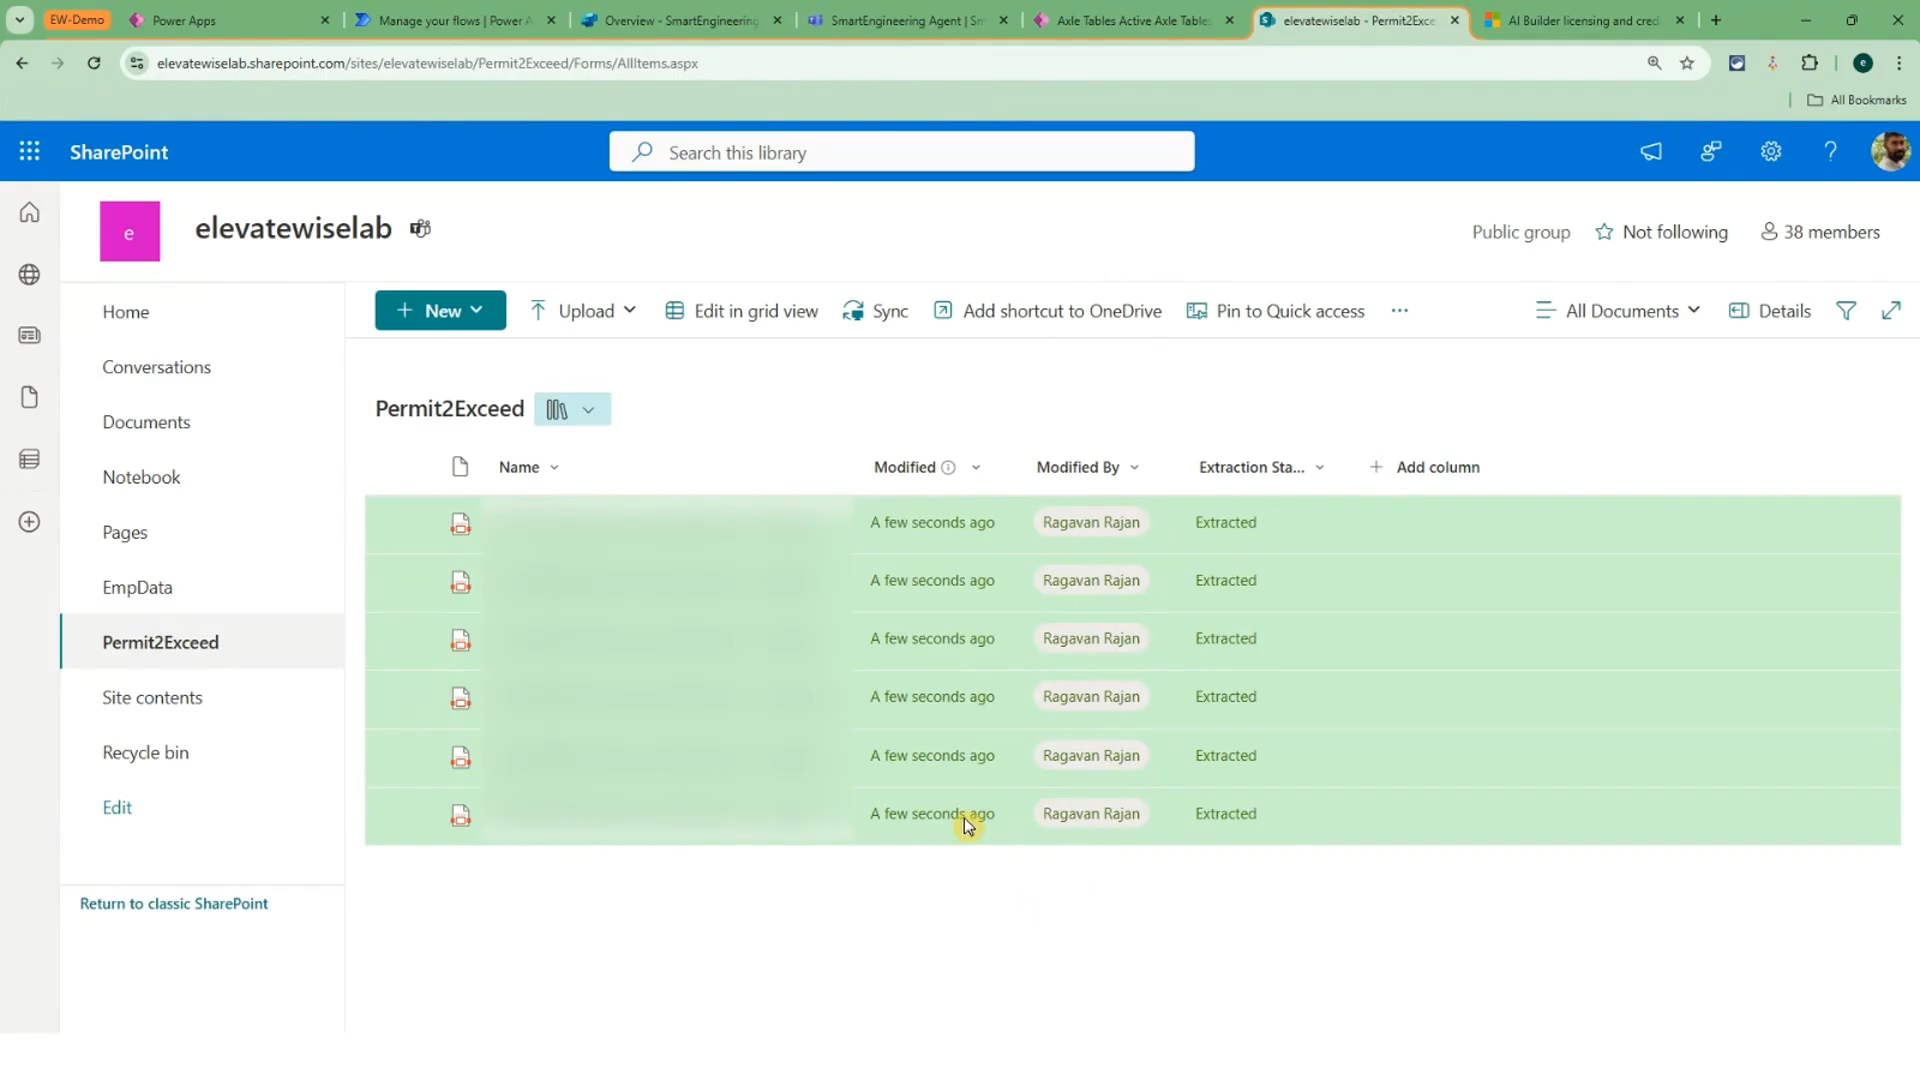 EW-Demo
Power Apps
Manage your flows | Power A
Overview - SmartEngineering
SmartEngineering Agent | Sm
Axle Tables Active Axle Tables
elevatewiselab - Permit2Exce
AI Builder licensing and cred
elevatewiselab.sharepoint.com/sites/elevatewiselab/Permit2Exceed/Forms/AllItems.aspx
e
All Bookmarks
SharePoint
Search this library
e
elevatewiselab
Public group
Not following
38 members
New
Upload
Edit in grid view
Sync
Add shortcut to OneDrive
Pin to Quick access
All Documents
Details
Home
Conversations
Documents
Notebook
Pages
EmpData
Permit2Exceed
Site contents
Recycle bin
Edit
Return to classic SharePoint
Permit2Exceed
Name
Modified
Modified By
Extraction Sta...
Add column
A few seconds ago Ragavan Rajan Extracted
A few seconds ago Ragavan Rajan Extracted
A few seconds ago Ragavan Rajan Extracted
A few seconds ago Ragavan Rajan Extracted
A few seconds ago Ragavan Rajan Extracted
A few seconds ago Ragavan Rajan Extracted